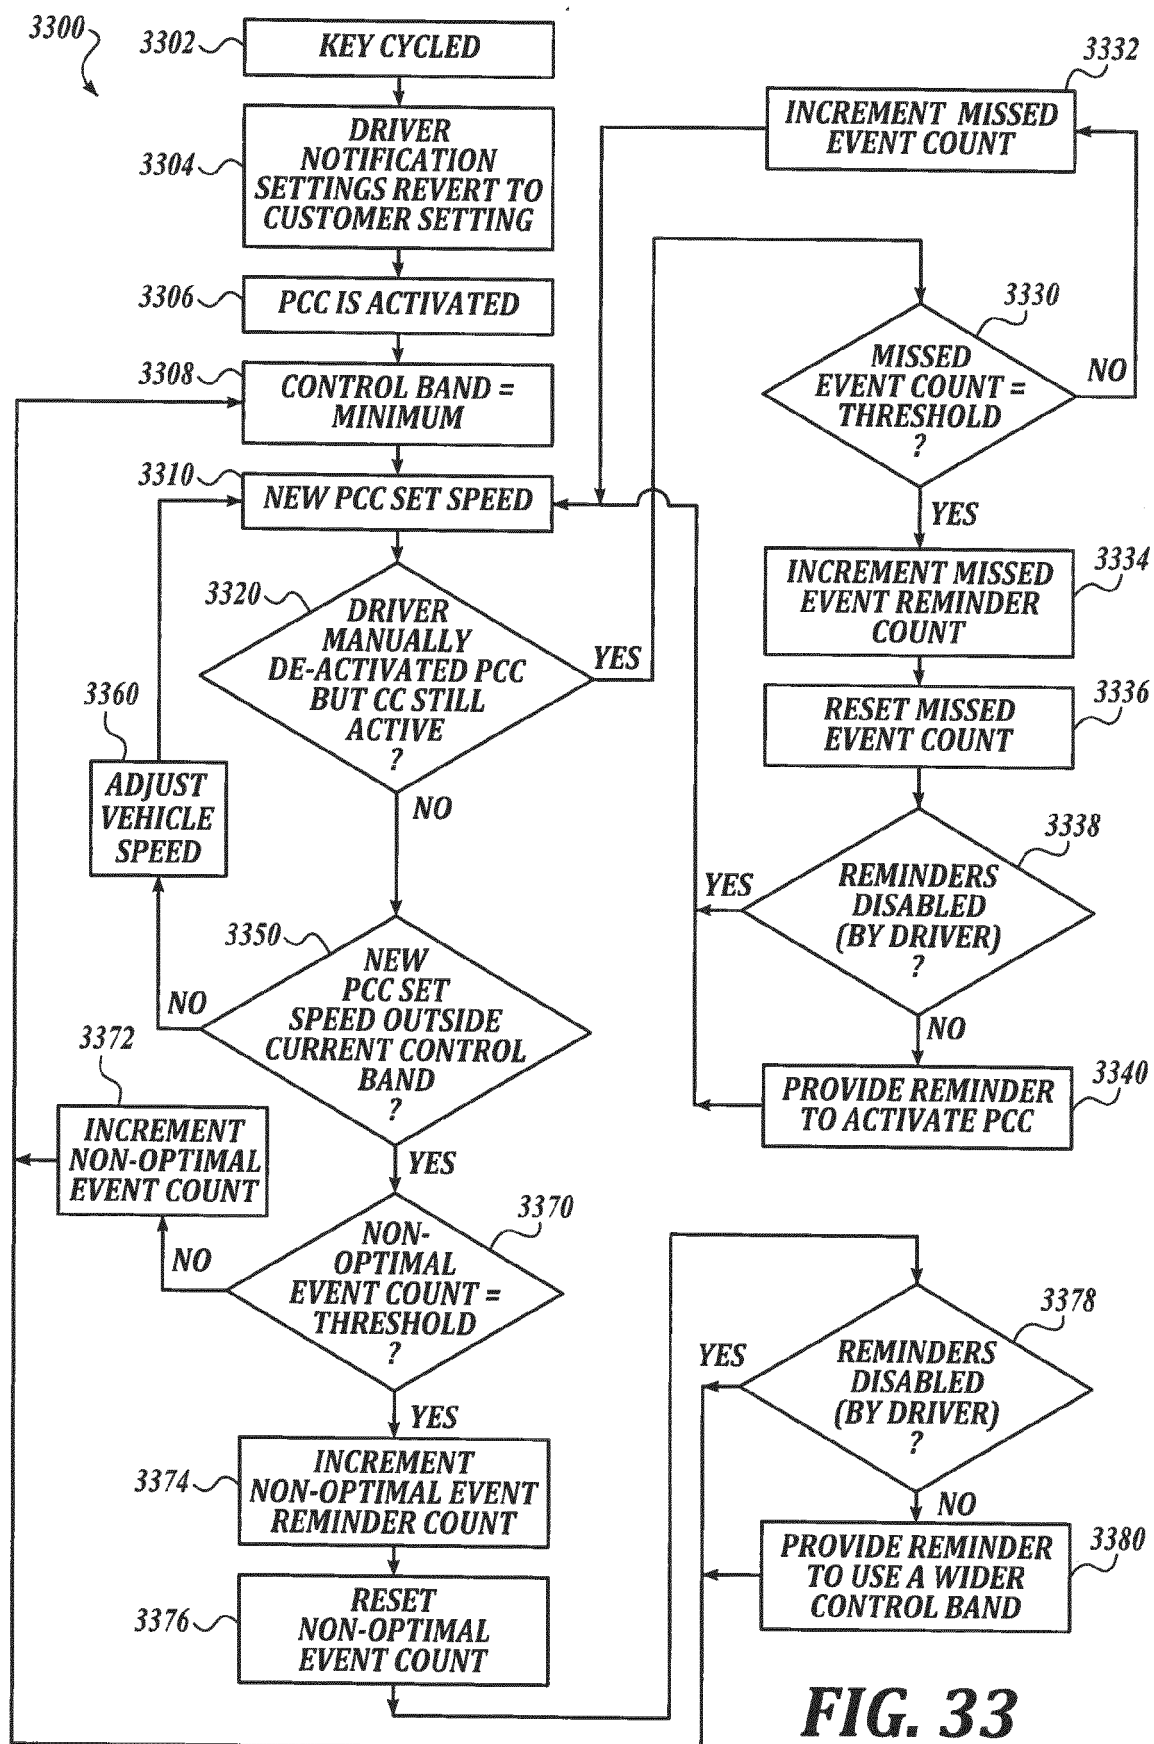 3300
3302
KEY CYCLED
3304
DRIVER
NOTIFICATION
SETTINGS REVERT TO
CUSTOMER SETTING
3306
PCC IS ACTIVATED
3308
CONTROL BAND =
MINIMUM
3310
NEW PCC SET SPEED
3320
DRIVER
MANUALLY
DE-ACTIVATED PCC
BUT CC STILL
ACTIVE
?
YES
NO
3360
ADJUST
VEHICLE
SPEED
3350
NEW
PCC SET
SPEED OUTSIDE
CURRENT CONTROL
BAND
?
NO
YES
3372
INCREMENT
NON-OPTIMAL
EVENT COUNT
3370
NON-
OPTIMAL
EVENT COUNT =
THRESHOLD
?
NO
YES
3374
INCREMENT
NON-OPTIMAL EVENT
REMINDER COUNT
3376
RESET
NON-OPTIMAL
EVENT COUNT
3332
INCREMENT MISSED
EVENT COUNT
3330
MISSED
EVENT COUNT =
THRESHOLD
?
NO
YES
3334
INCREMENT MISSED
EVENT REMINDER
COUNT
3336
RESET MISSED
EVENT COUNT
3338
REMINDERS
DISABLED
(BY DRIVER)
?
YES
NO
3340
PROVIDE REMINDER
TO ACTIVATE PCC
3378
REMINDERS
DISABLED
(BY DRIVER)
?
YES
NO
3380
PROVIDE REMINDER
TO USE A WIDER
CONTROL BAND
FIG. 33